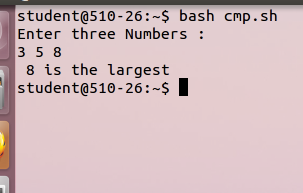 student@510-26:~$ bash cmp.sh
Enter three Numbers :
3 5 8
 8 is the largest
student@510-26:~$